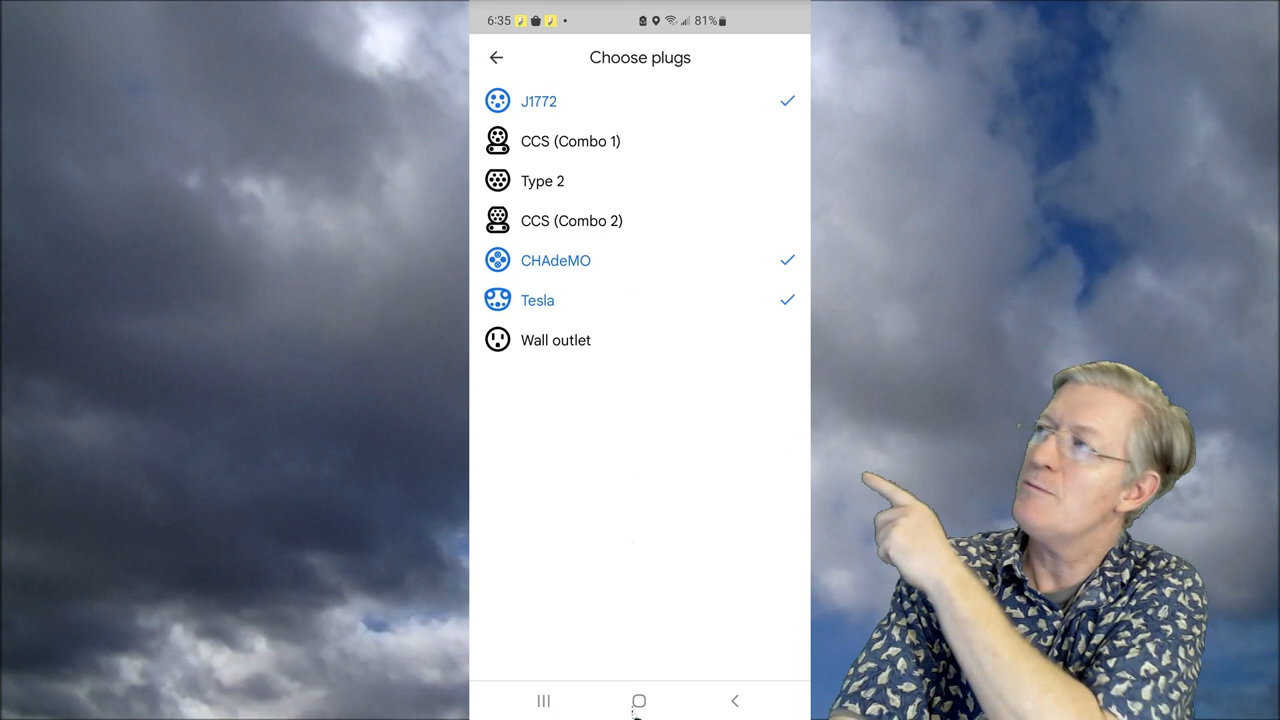 6:35 81%
Choose plugs
J1772
CCS (Combo 1)
Type 2
CCS (Combo 2)
CHAdeMO
Tesla
Wall outlet